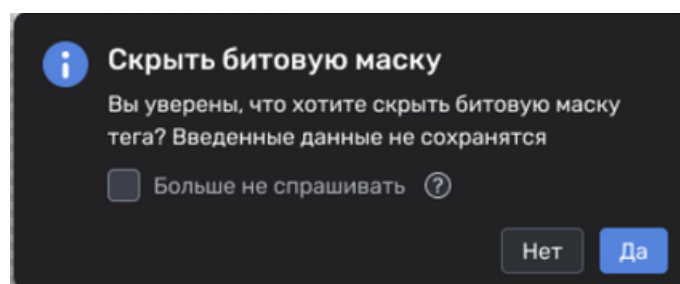 Скрыть битовую маску
Вы уверены, что хотите скрыть битовую маску
тега? Введенные данные не сохранятся
Больше не спрашивать ?
Нет Да